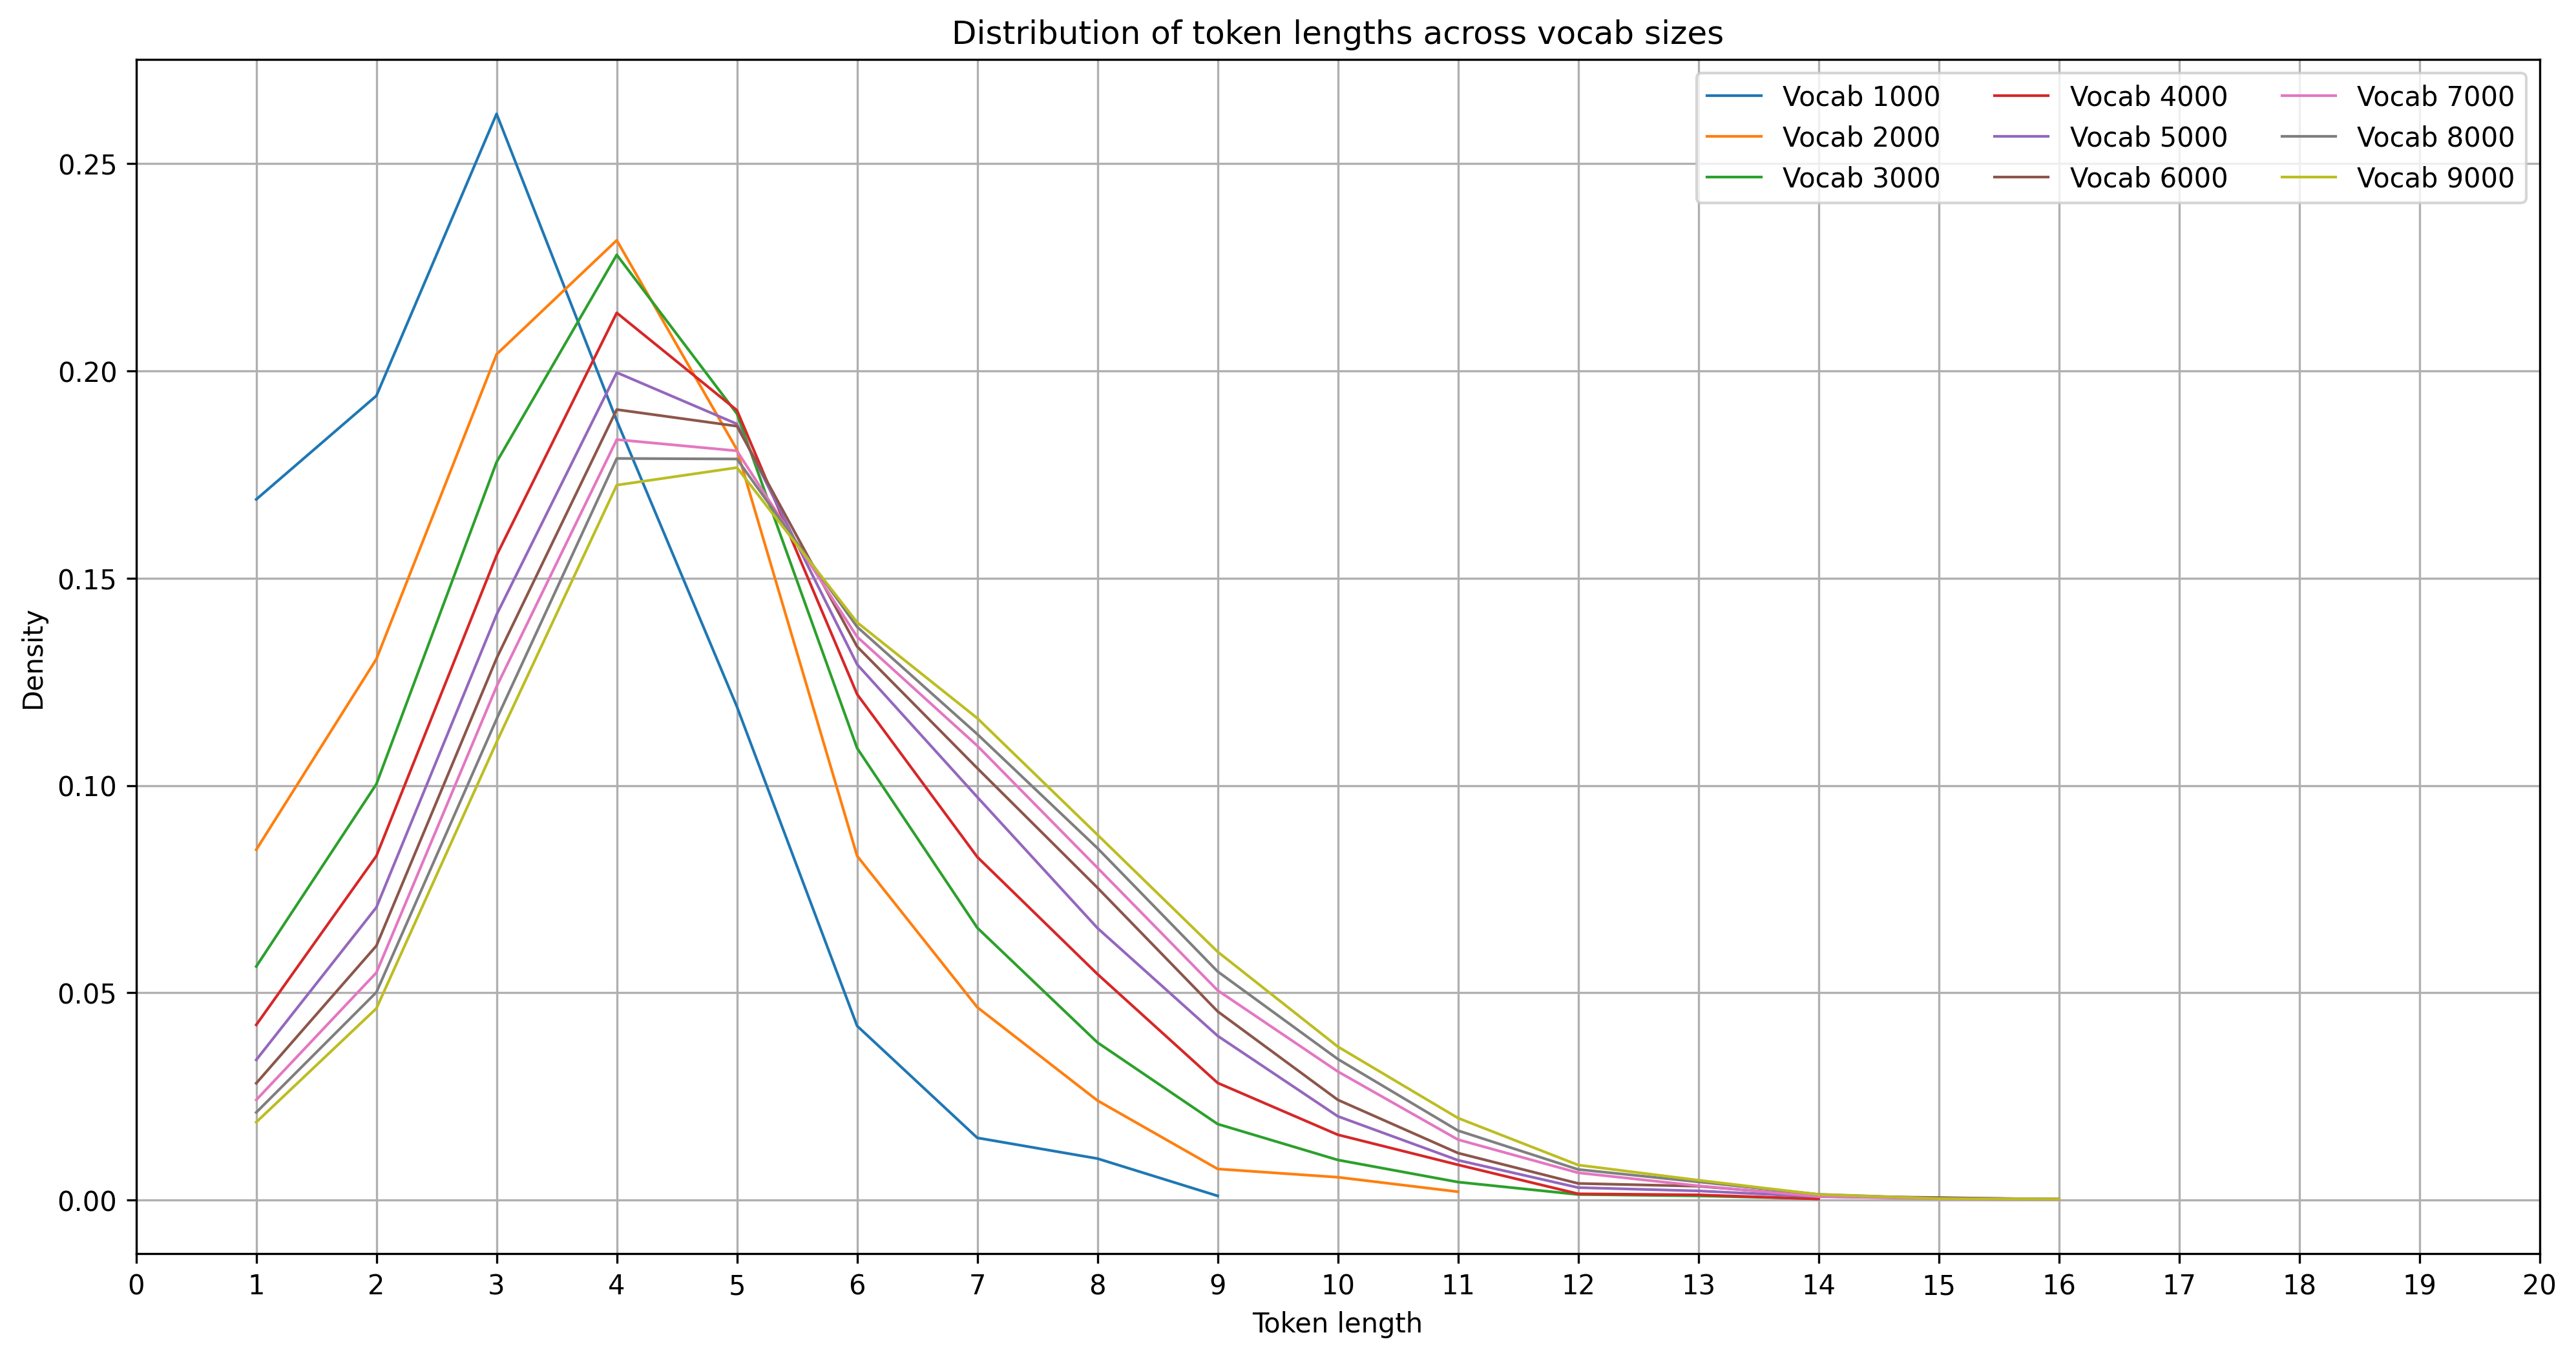 Distribution of token lengths across vocab sizes
Vocab 1000 Vocab 4000 Vocab 7000
Vocab 2000 Vocab 5000 Vocab 8000
Vocab 3000 Vocab 6000 Vocab 9000
0.25
0.20
0.15
0.10
0.05
0.00
Density
0 1 2 3 4 5 6 7 8 9 10 11 12 13 14 15 16 17 18 19 20
Token length